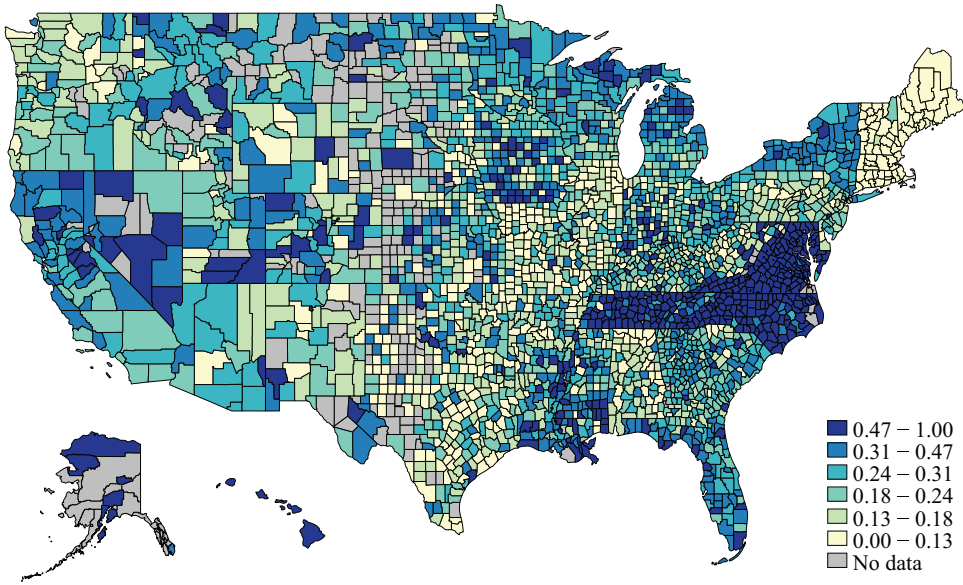 0.47 – 1.00
0.31 – 0.47
0.24 – 0.31
0.18 – 0.24
0.13 – 0.18
0.00 – 0.13
No data